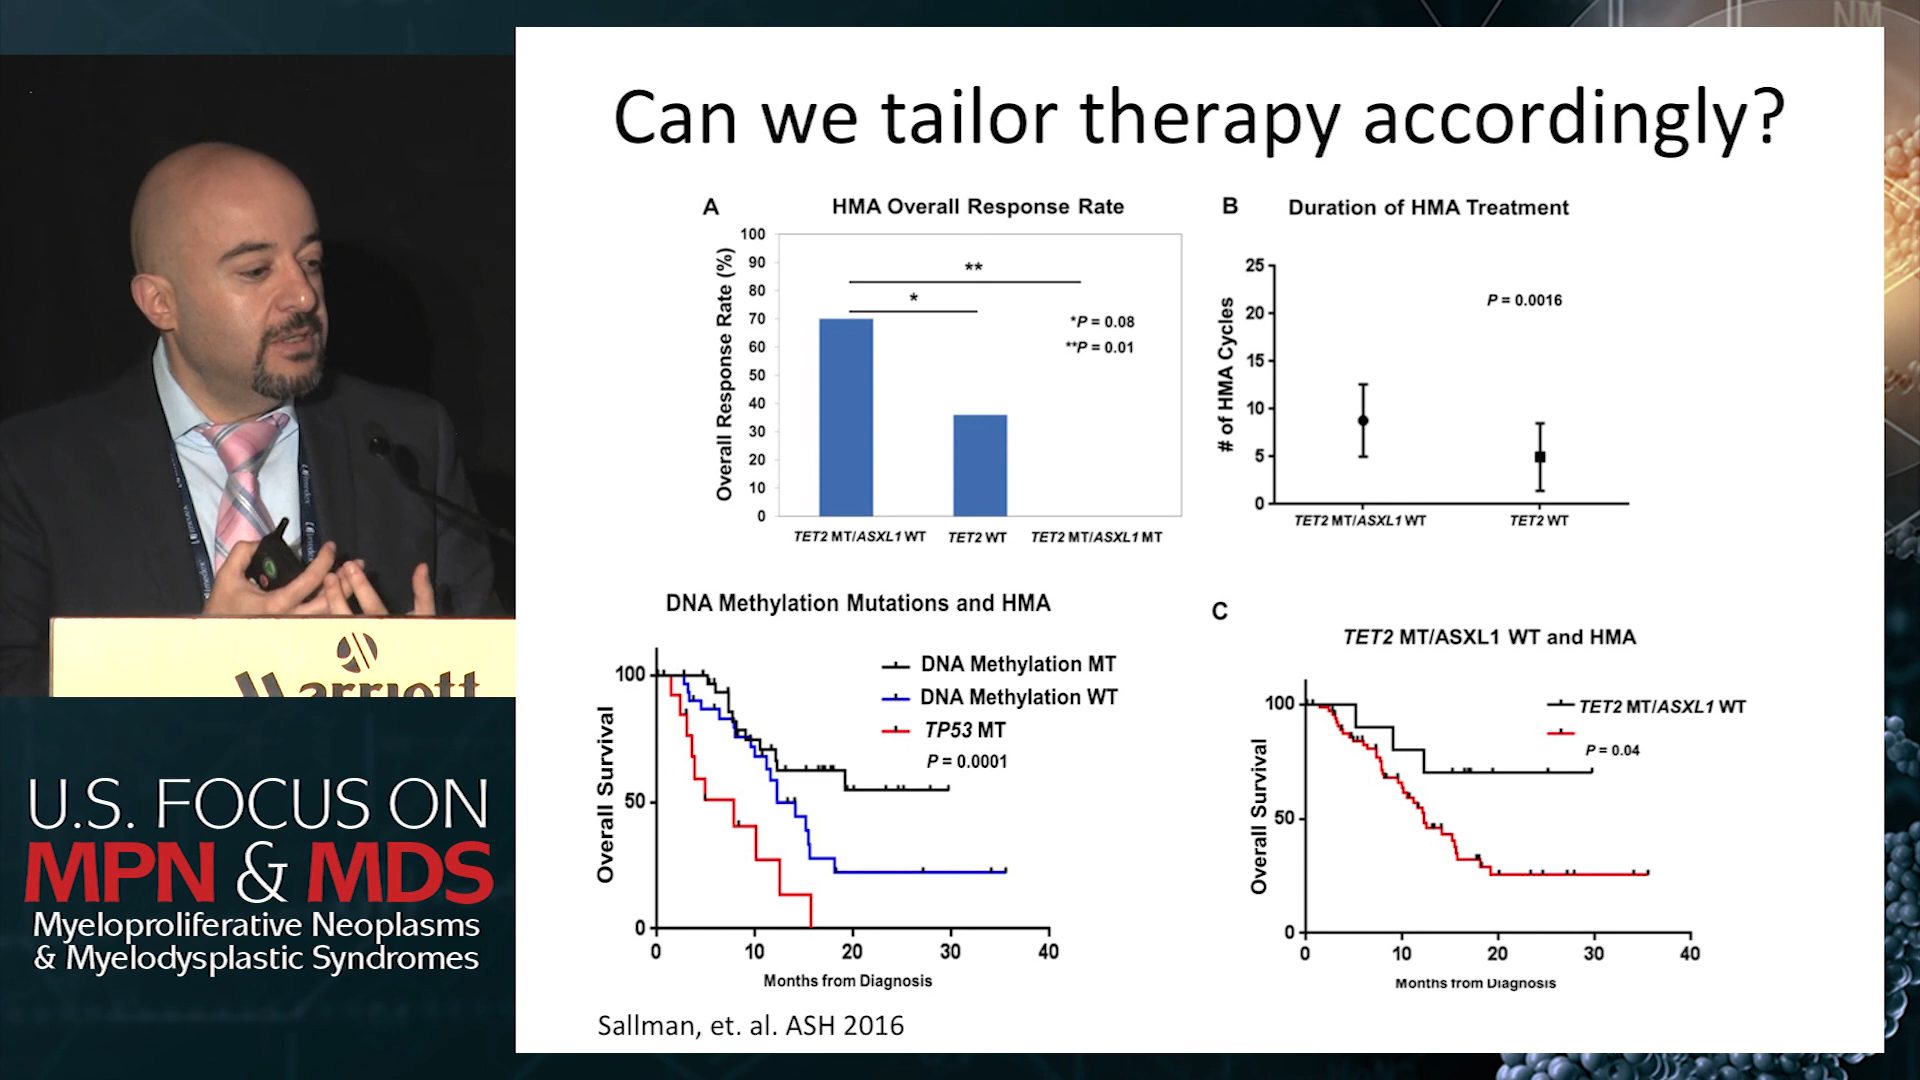 NM
Can we tailor therapy accordingly?
A
HMA Overall Response Rate
Overall Response Rate (%)
100
90
80
70
60
50
40
30
20
10
0
**
*
*P = 0.08
**P = 0.01
TET2 MT/ASXL1 WT
TET2 WT
TET2 MT/ASXL1 MT
B
Duration of HMA Treatment
# of HMA Cycles
25
20
15
10
5
0
P = 0.0016
TET2 MT/ASXL1 WT
TET2 WT
DNA Methylation Mutations and HMA
Overall Survival
100
50
0
DNA Methylation MT
DNA Methylation WT
TP53 MT
P = 0.0001
0 10 20 30 40
Months from Diagnosis
C
TET2 MT/ASXL1 WT and HMA
Overall Survival
100
50
0
TET2 MT/ASXL1 WT
P = 0.04
0 10 20 30 40
Months from Diagnosis
Sallman, et. al. ASH 2016
Marriott
U.S. FOCUS ON
MPN & MDS
Myeloproliferative Neoplasms
& Myelodysplastic Syndromes